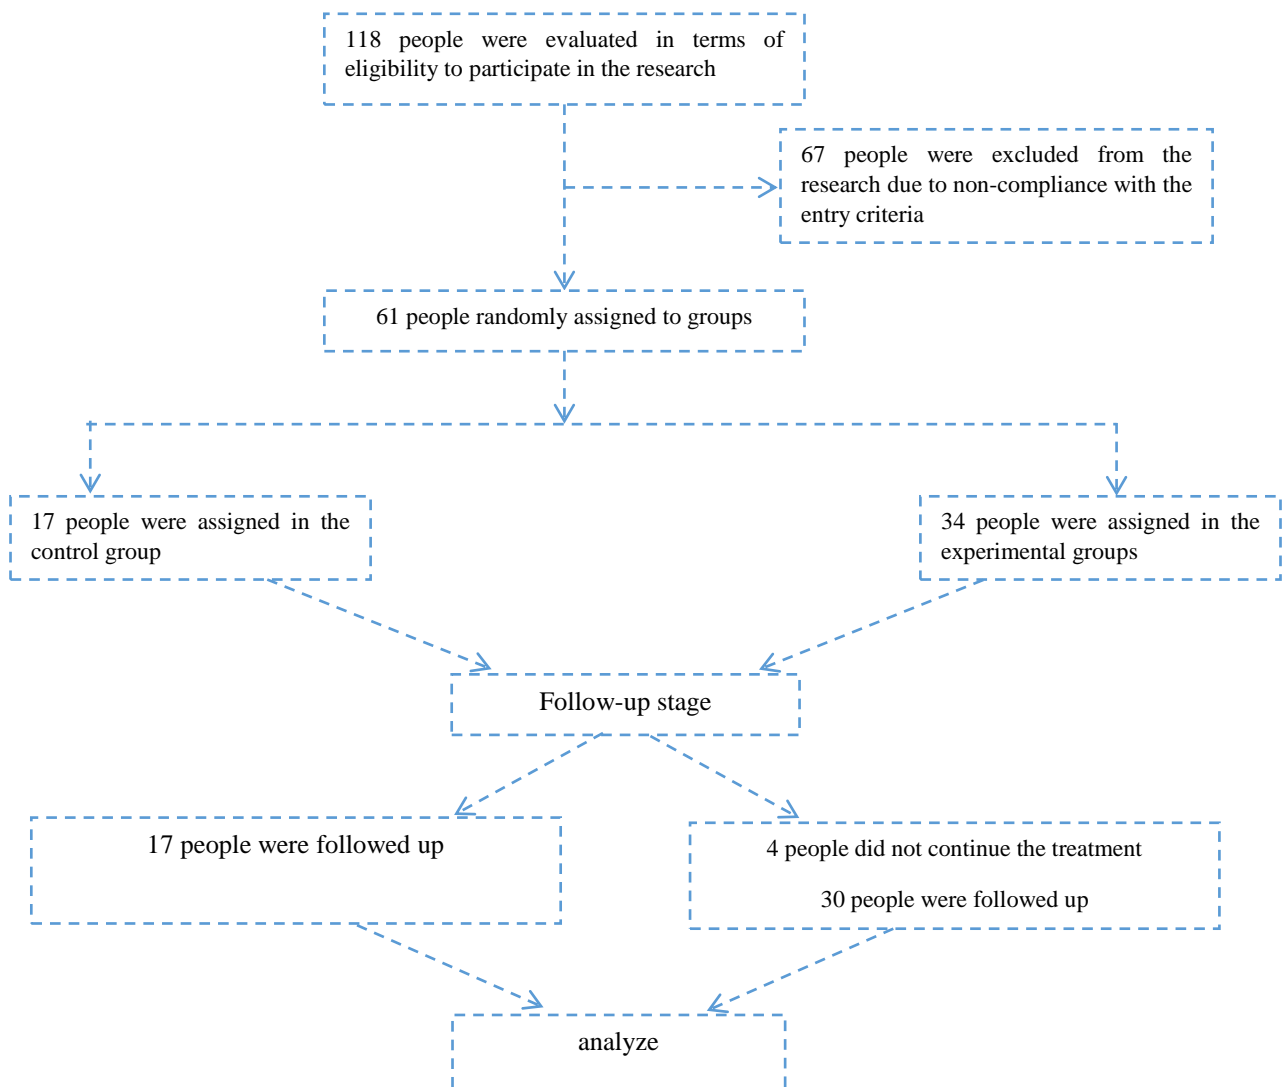 118 people were evaluated in terms of
eligibility to participate in the research
67 people were excluded from the
research due to non-compliance with the
entry criteria
61 people randomly assigned to groups
17 people were assigned in the
control group
34 people were assigned in the
experimental groups
Follow-up stage
17 people were followed up
4 people did not continue the treatment
30 people were followed up
analyze